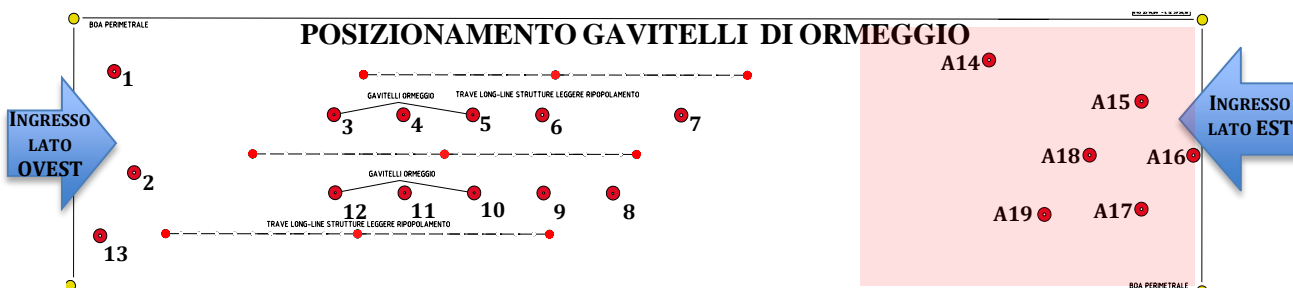 BOA PERIMETRALE
POSIZIONAMENTO GAVITELLI DI ORMEGGIO
1
A14
GAVITELLI ORMEGGIO
TRAVE LONG-LINE STRUTTURE LEGGERE RIPOPOLAMENTO
A15
INGRESSO
LATO
OVEST
INGRESSO
LATO EST
3
4
5
6
7
A18
A16
2
GAVITELLI ORMEGGIO
12
11
10
9
8
A19
A17
TRAVE LONG-LINE STRUTTURE LEGGERE RIPOPOLAMENTO
13
BOA PERIMETRALE